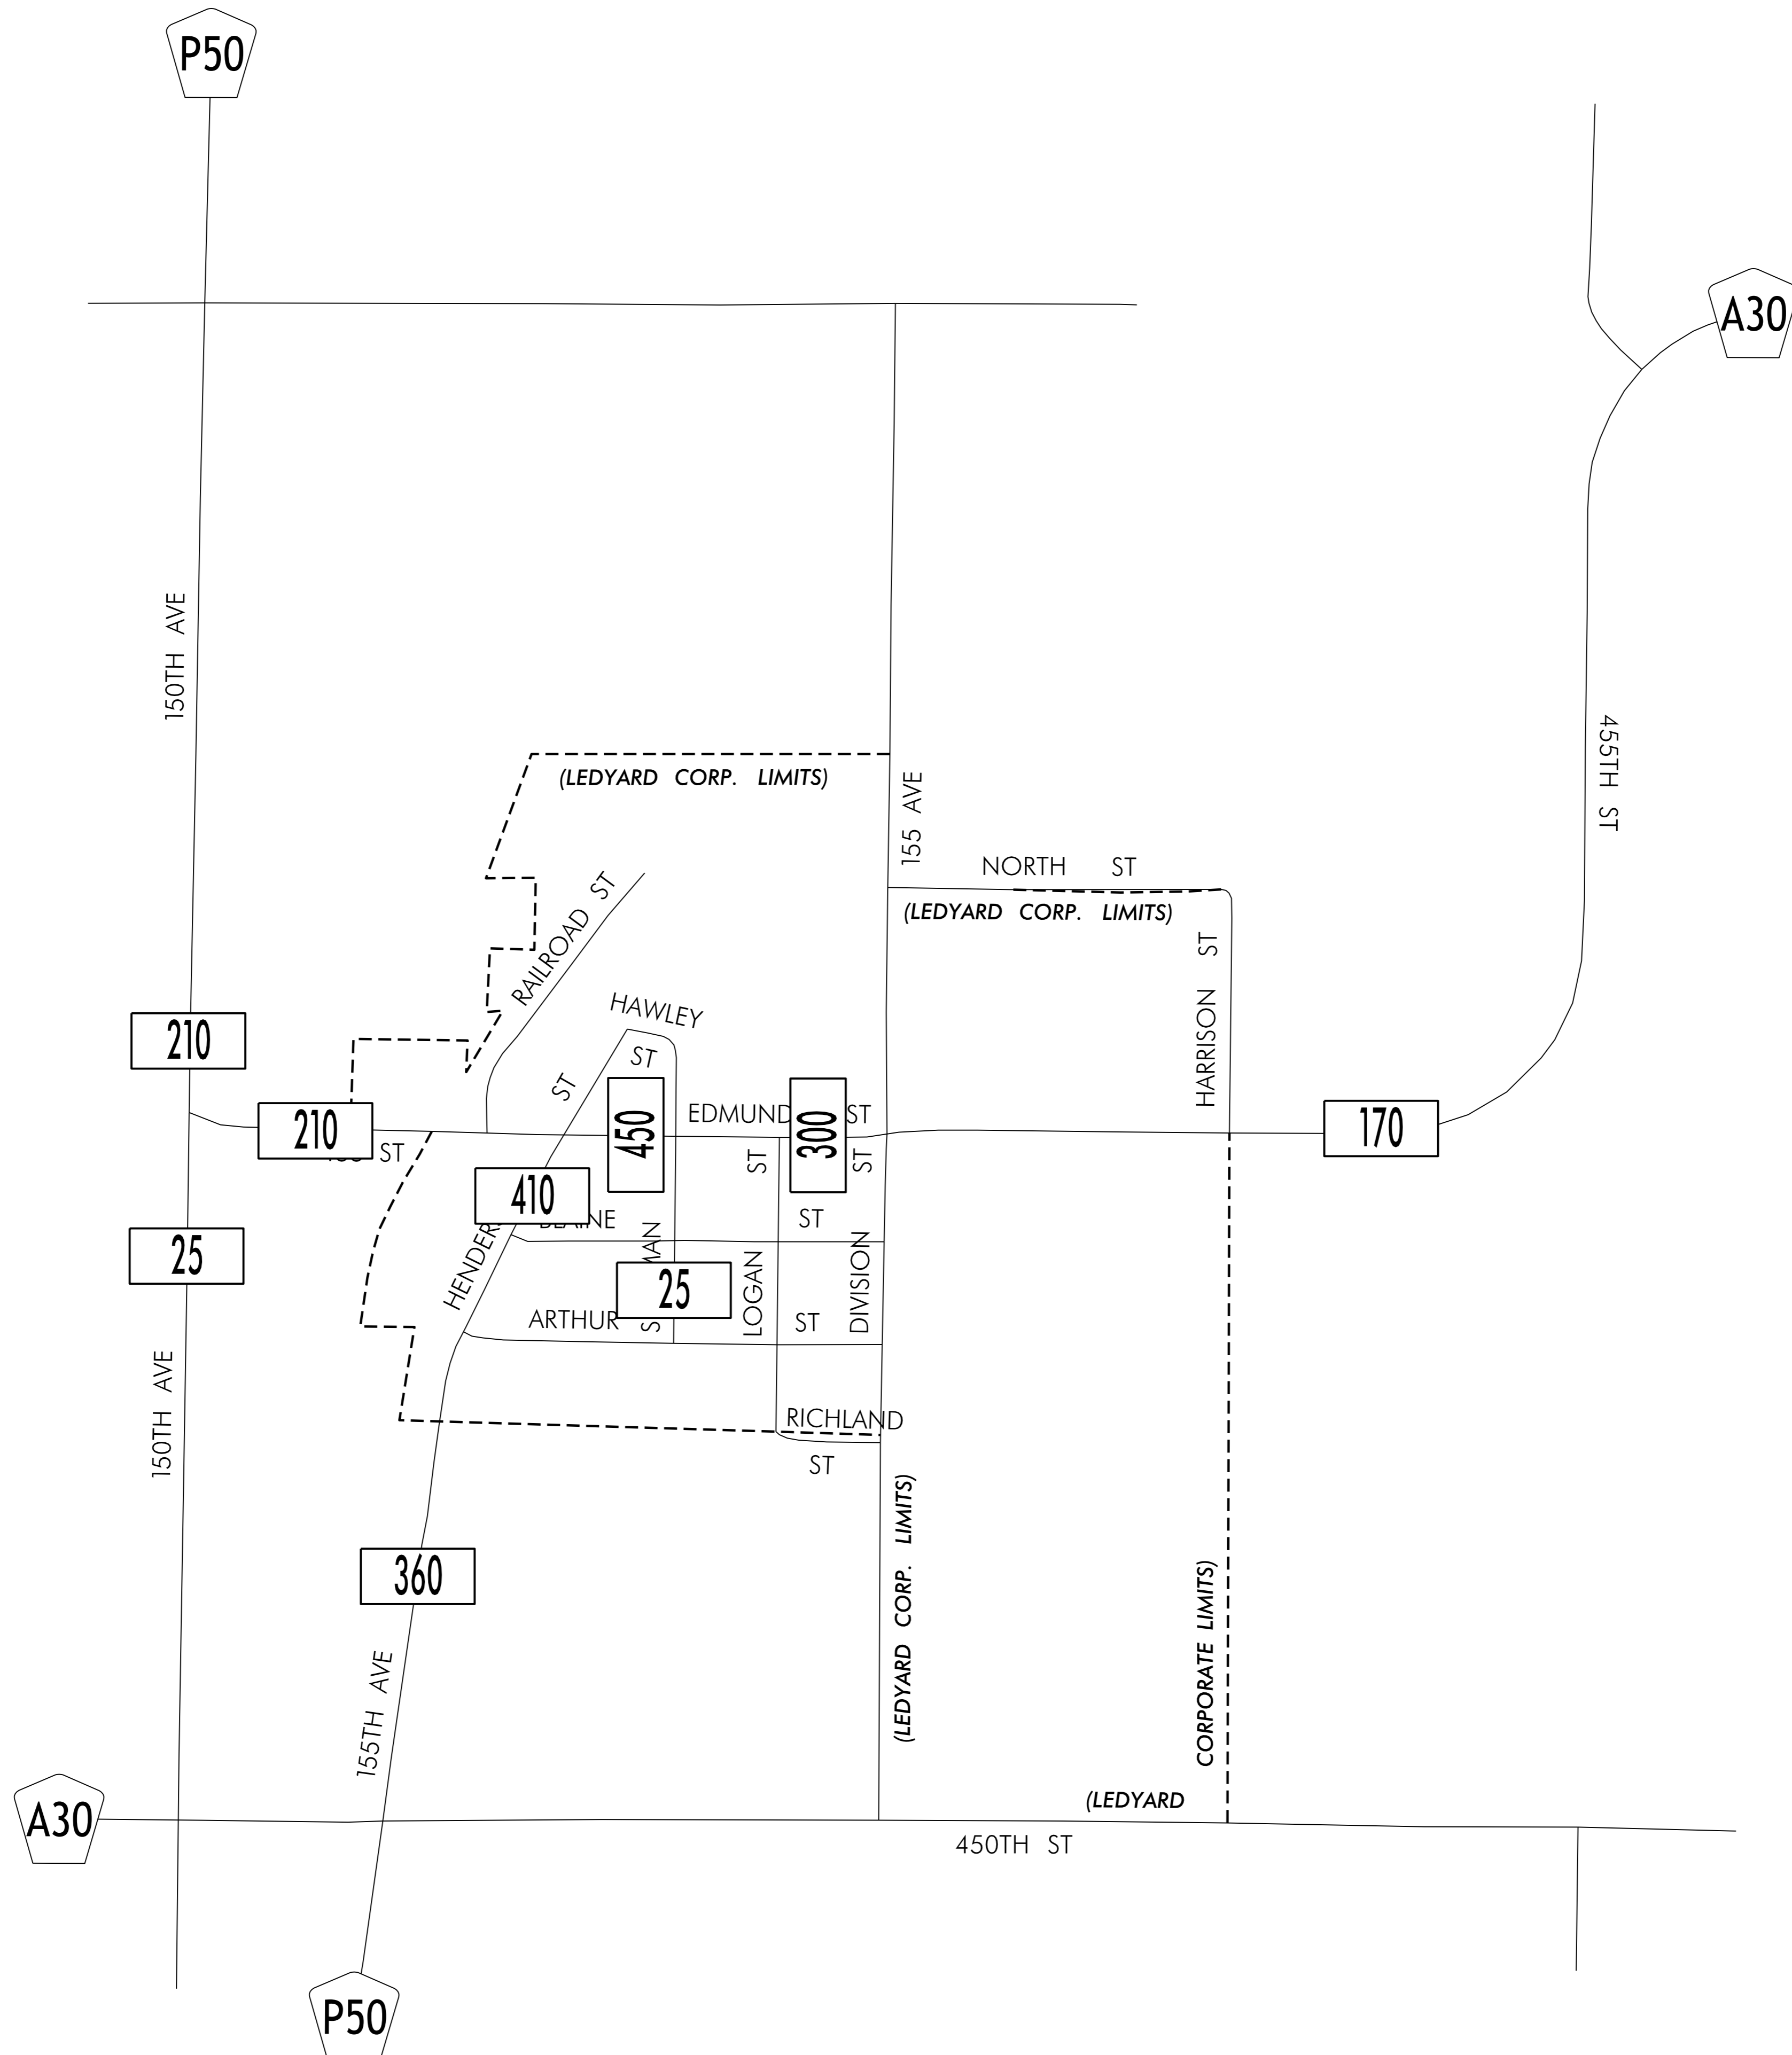 P50
A30
150TH AVE
455TH ST
(LEDYARD CORP. LIMITS)
155 AVE
NORTH ST
(LEDYARD CORP. LIMITS)
RAILROAD ST
HARRISON ST
HAWLEY ST
210
210
ST
450
EDMUND ST
300
170
410
ST
ST
ST
25
ST
LOGAN
DIVISION
25
ARTHUR ST
150TH AVE
RICHLAND
ST
360
(LEDYARD CORP. LIMITS)
155TH AVE
(LEDYARD CORPORATE LIMITS)
A30
450TH ST
P50